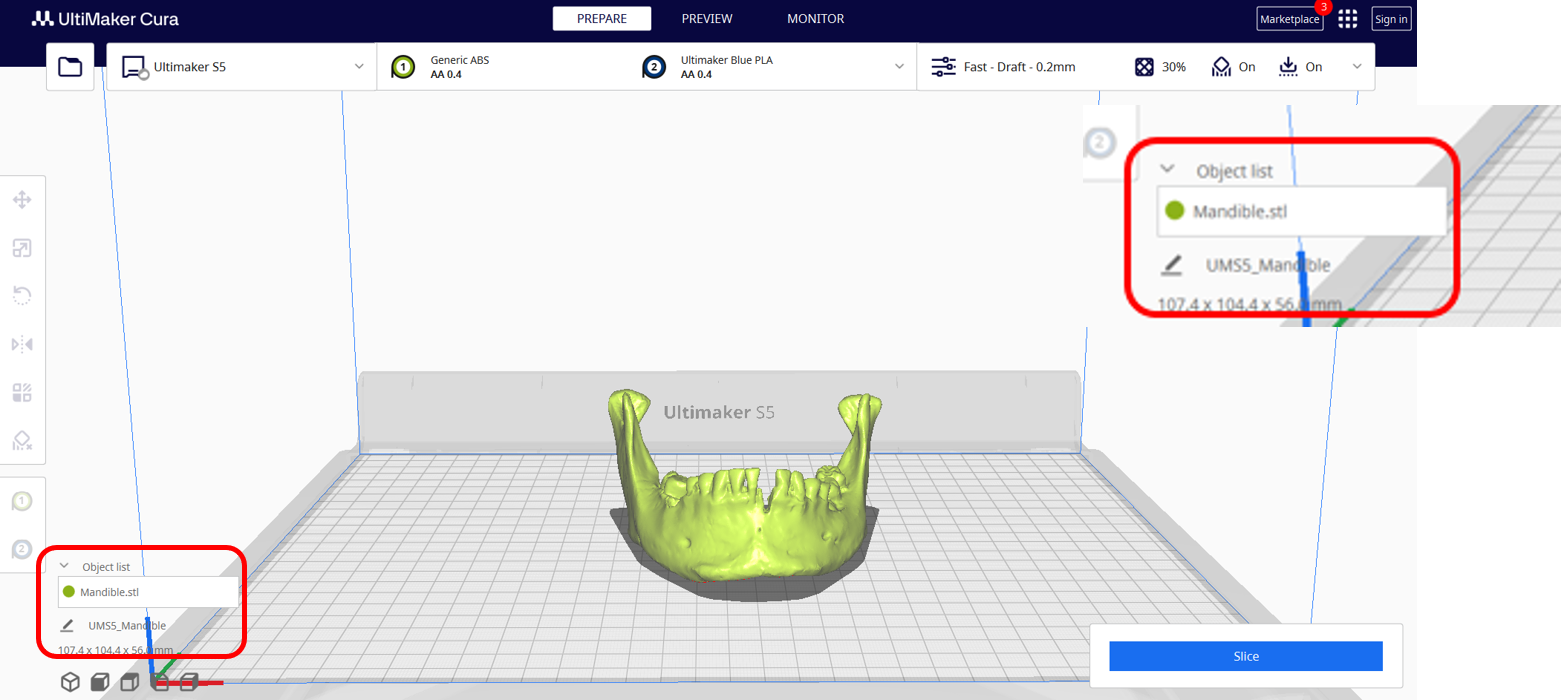 UltiMaker Cura
PREPARE
PREVIEW
MONITOR
Marketplace
3
Sign in
Ultimaker S5
1
Generic ABS
AA 0.4
2
Ultimaker Blue PLA
AA 0.4
Fast - Draft - 0.2mm
30%
On
On
2
Object list
Mandible.stl
UMS5_Mandible
107.4 x 104.4 x 56. mm
Ultimaker S5
1
2
Object list
Mandible.stl
UMS5_Mandible
107.4 x 104.4 x 56. mm
Slice